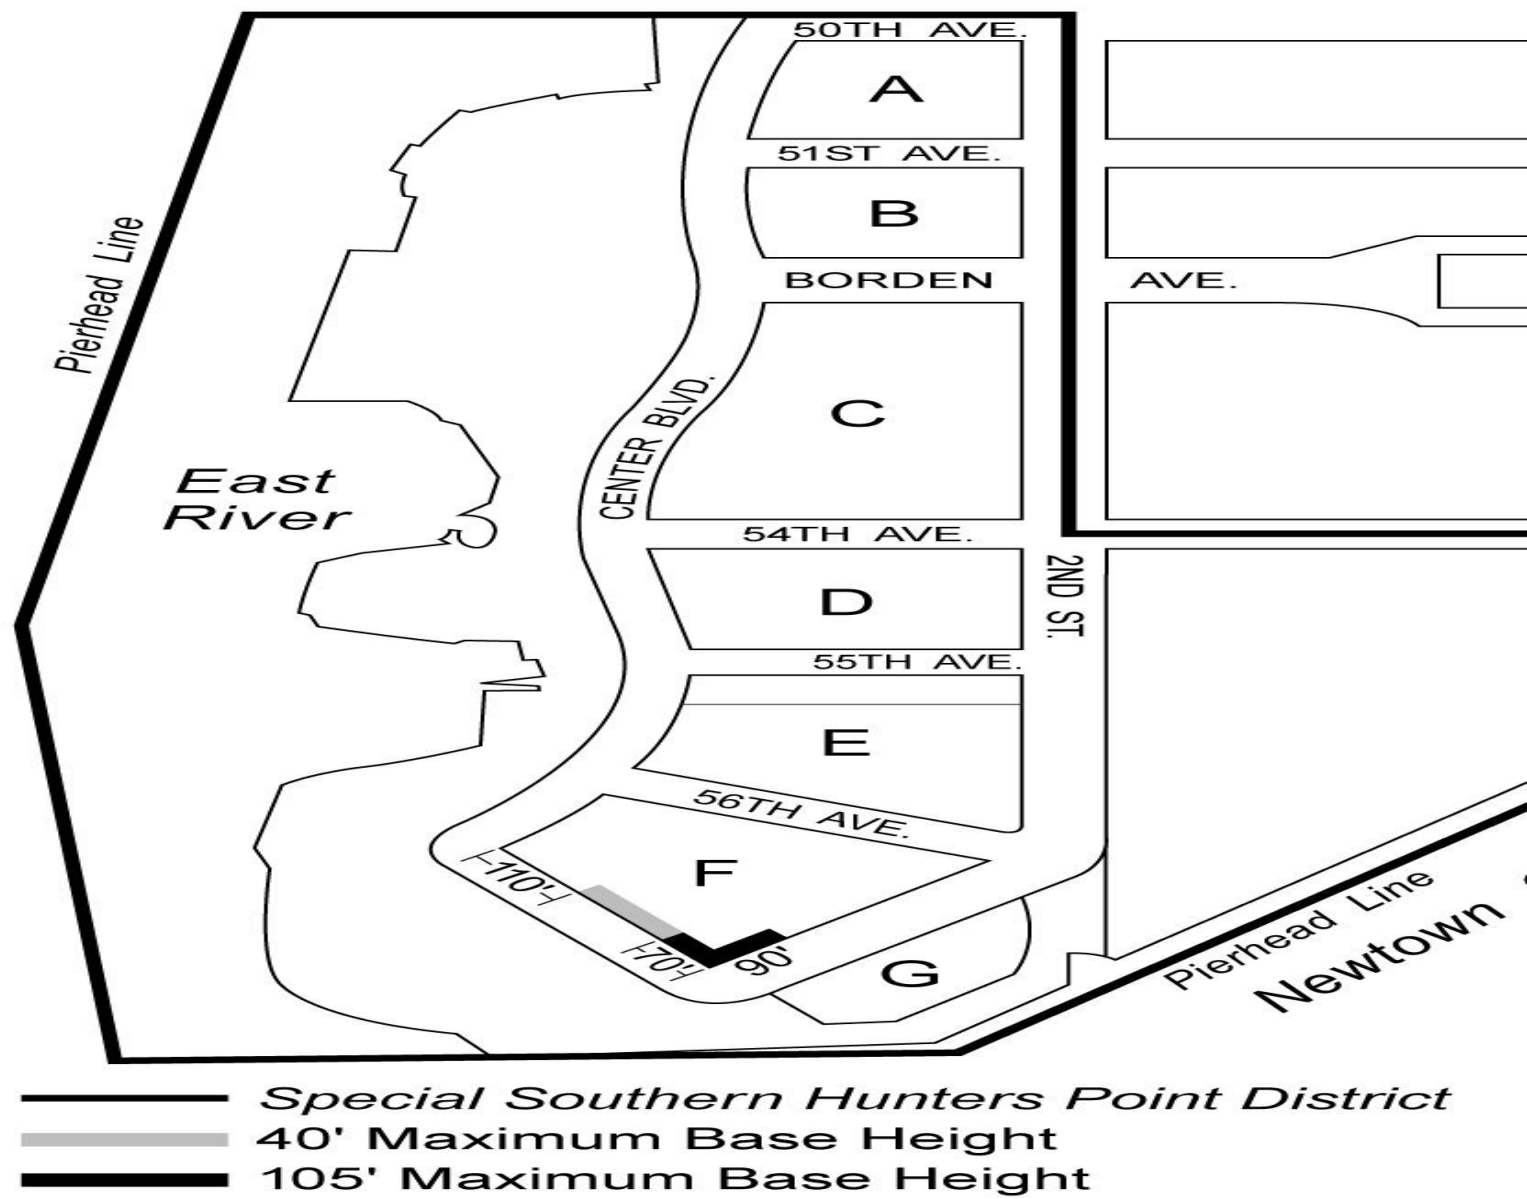 50TH AVE.
A
51ST AVE.
B
BORDEN AVE.
Pierhead Line
CENTER BLVD.
C
East
River
54TH AVE.
2ND ST.
D
55TH AVE.
E
56TH AVE.
F
110'
70'
90'
G
Pierhead Line
Newtown
Special Southern Hunters Point District
40' Maximum Base Height
105' Maximum Base Height